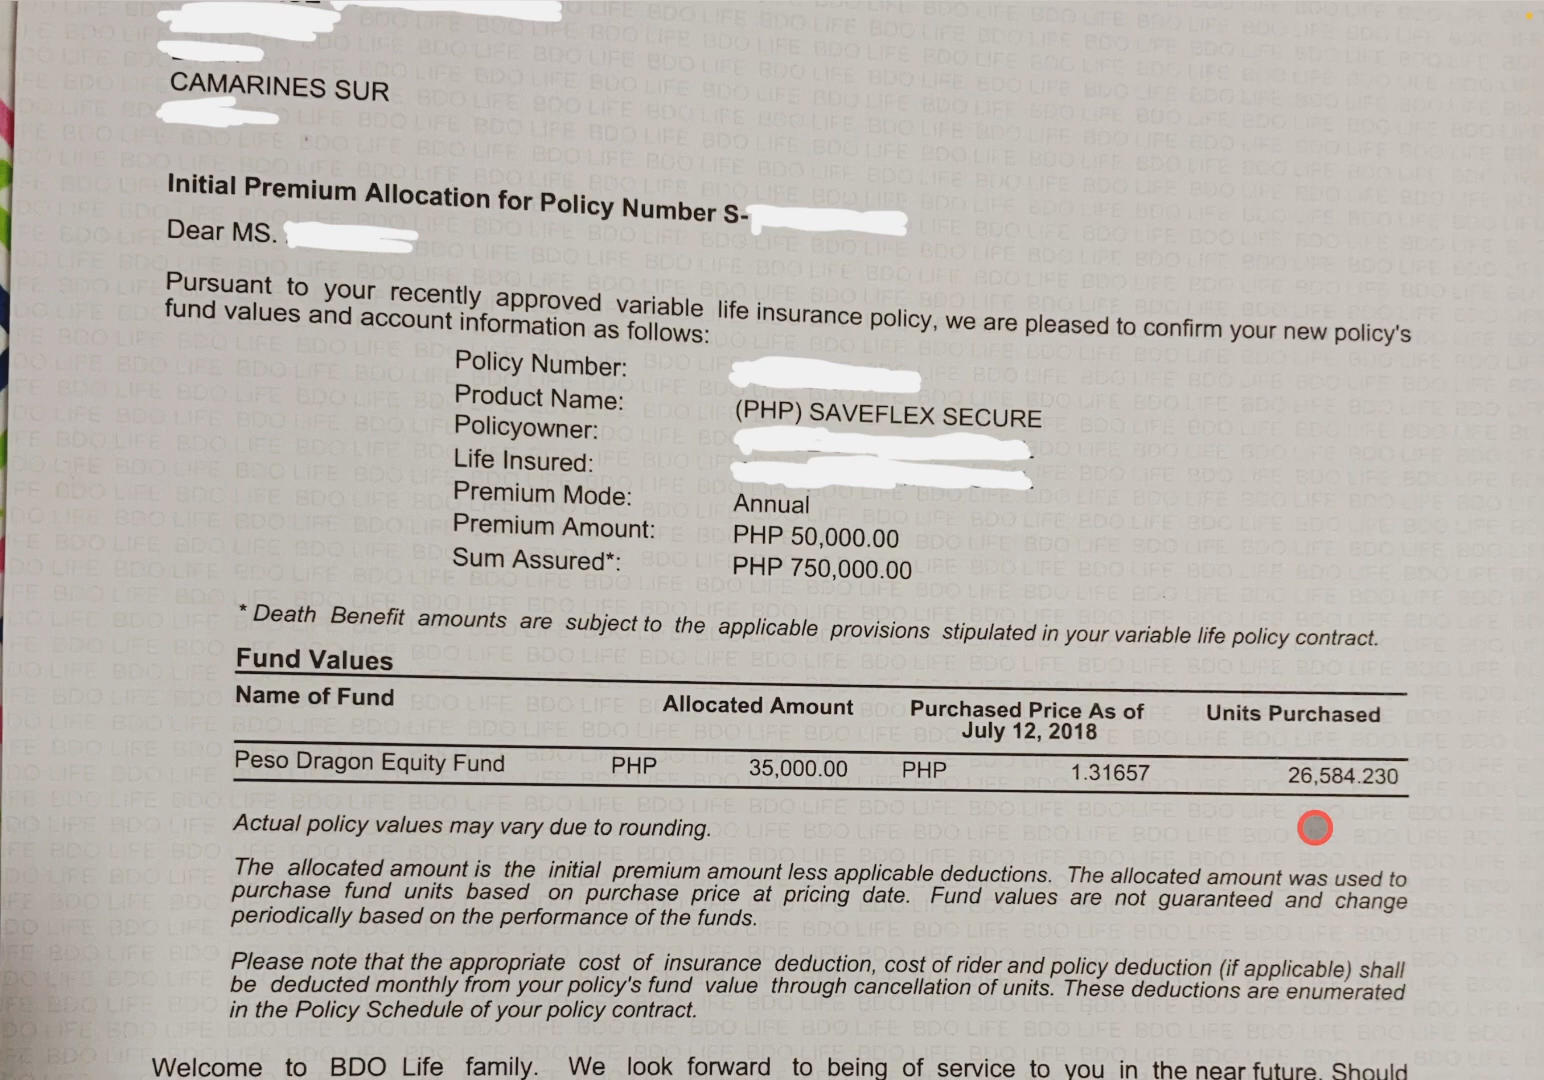 CAMARINES SUR
Initial Premium Allocation for Policy Number S-
Dear MS.
Pursuant to your recently approved variable life insurance policy, we are pleased to confirm your new policy's
fund values and account information as follows:
Policy Number:
Product Name: (PHP) SAVEFLEX SECURE
Policyowner:
Life Insured:
Premium Mode: Annual
Premium Amount: PHP 50,000.00
Sum Assured*: PHP 750,000.00
* Death Benefit amounts are subject to the applicable provisions stipulated in your variable life policy contract.
Fund Values
Name of Fund Allocated Amount Purchased Price As of Units Purchased
July 12, 2018
Peso Dragon Equity Fund PHP 35,000.00 PHP 1.31657 26,584.230
Actual policy values may vary due to rounding.
The allocated amount is the initial premium amount less applicable deductions. The allocated amount was used to
purchase fund units based on purchase price at pricing date. Fund values are not guaranteed and change
periodically based on the performance of the funds.
Please note that the appropriate cost of insurance deduction, cost of rider and policy deduction (if applicable) shall
be deducted monthly from your policy's fund value through cancellation of units. These deductions are enumerated
in the Policy Schedule of your policy contract.
Welcome to BDO Life family. We look forward to being of service to you in the near future. Should